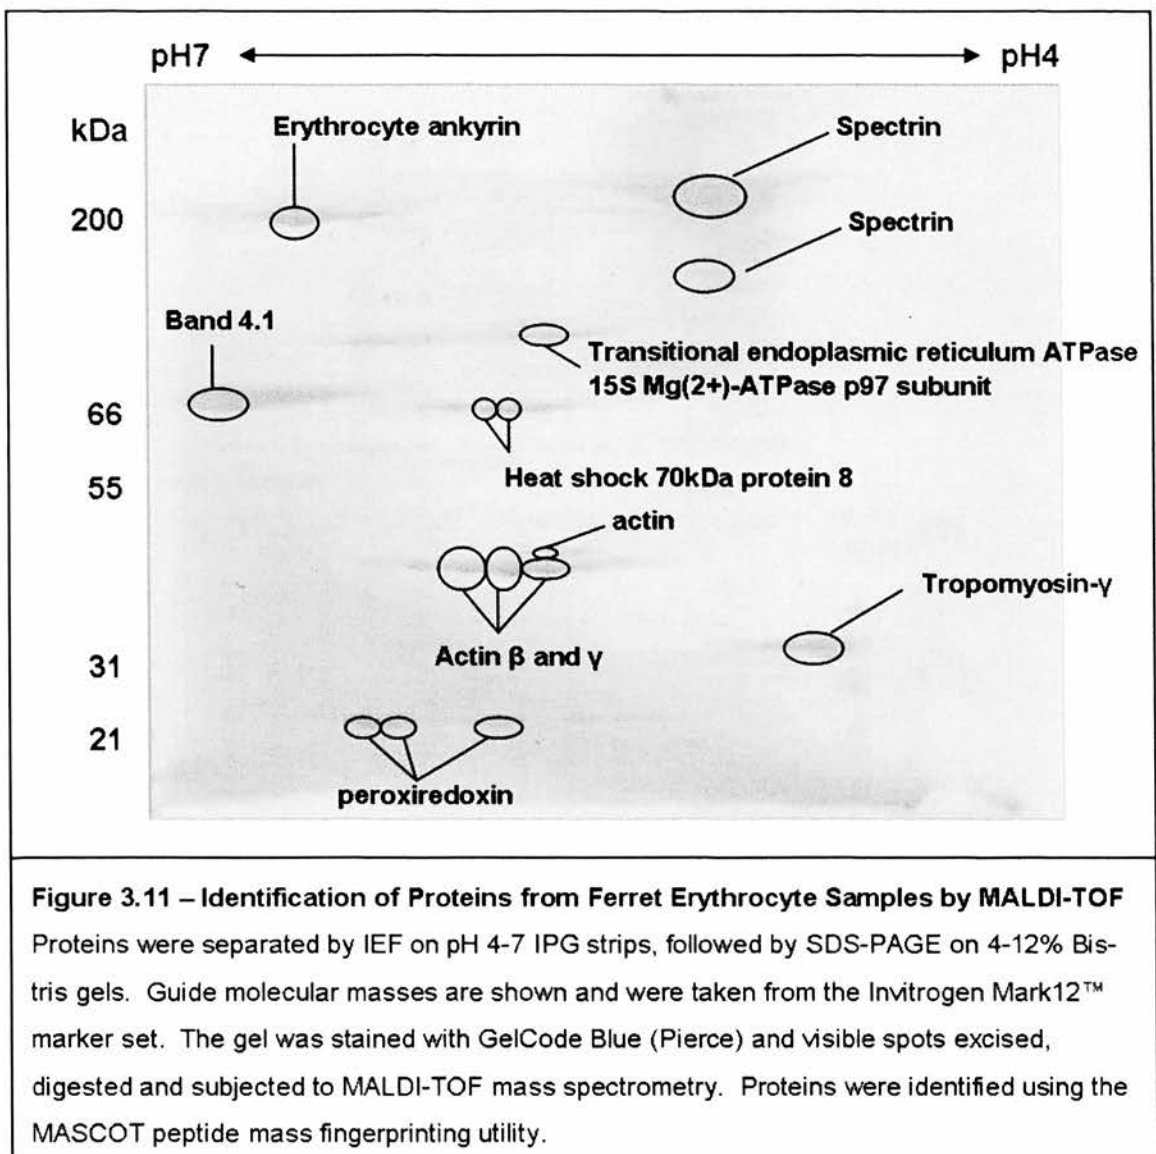 pH7 pH4
kDa
Erythrocyte ankyrin
Spectrin
200
Spectrin
Band 4.1
Transitional endoplasmic reticulum ATPase
15S Mg(2+)-ATPase p97 subunit
66
Heat shock 70kDa protein 8
55
actin
Tropomyosin-γ
Actin β and γ
31
21
peroxiredoxin
Figure 3.11 – Identification of Proteins from Ferret Erythrocyte Samples by MALDI-TOF
Proteins were separated by IEF on pH 4-7 IPG strips, followed by SDS-PAGE on 4-12% Bis-
tris gels. Guide molecular masses are shown and were taken from the Invitrogen Mark12™
marker set. The gel was stained with GelCode Blue (Pierce) and visible spots excised,
digested and subjected to MALDI-TOF mass spectrometry. Proteins were identified using the
MASCOT peptide mass fingerprinting utility.